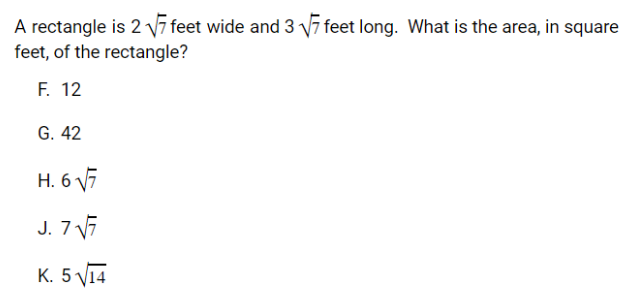 A rectangle is 2 √7 feet wide and 3 √7 feet long. What is the area, in square
feet, of the rectangle?
F. 12
G. 42
H. 6 √7
J. 7 √7
K. 5 √14